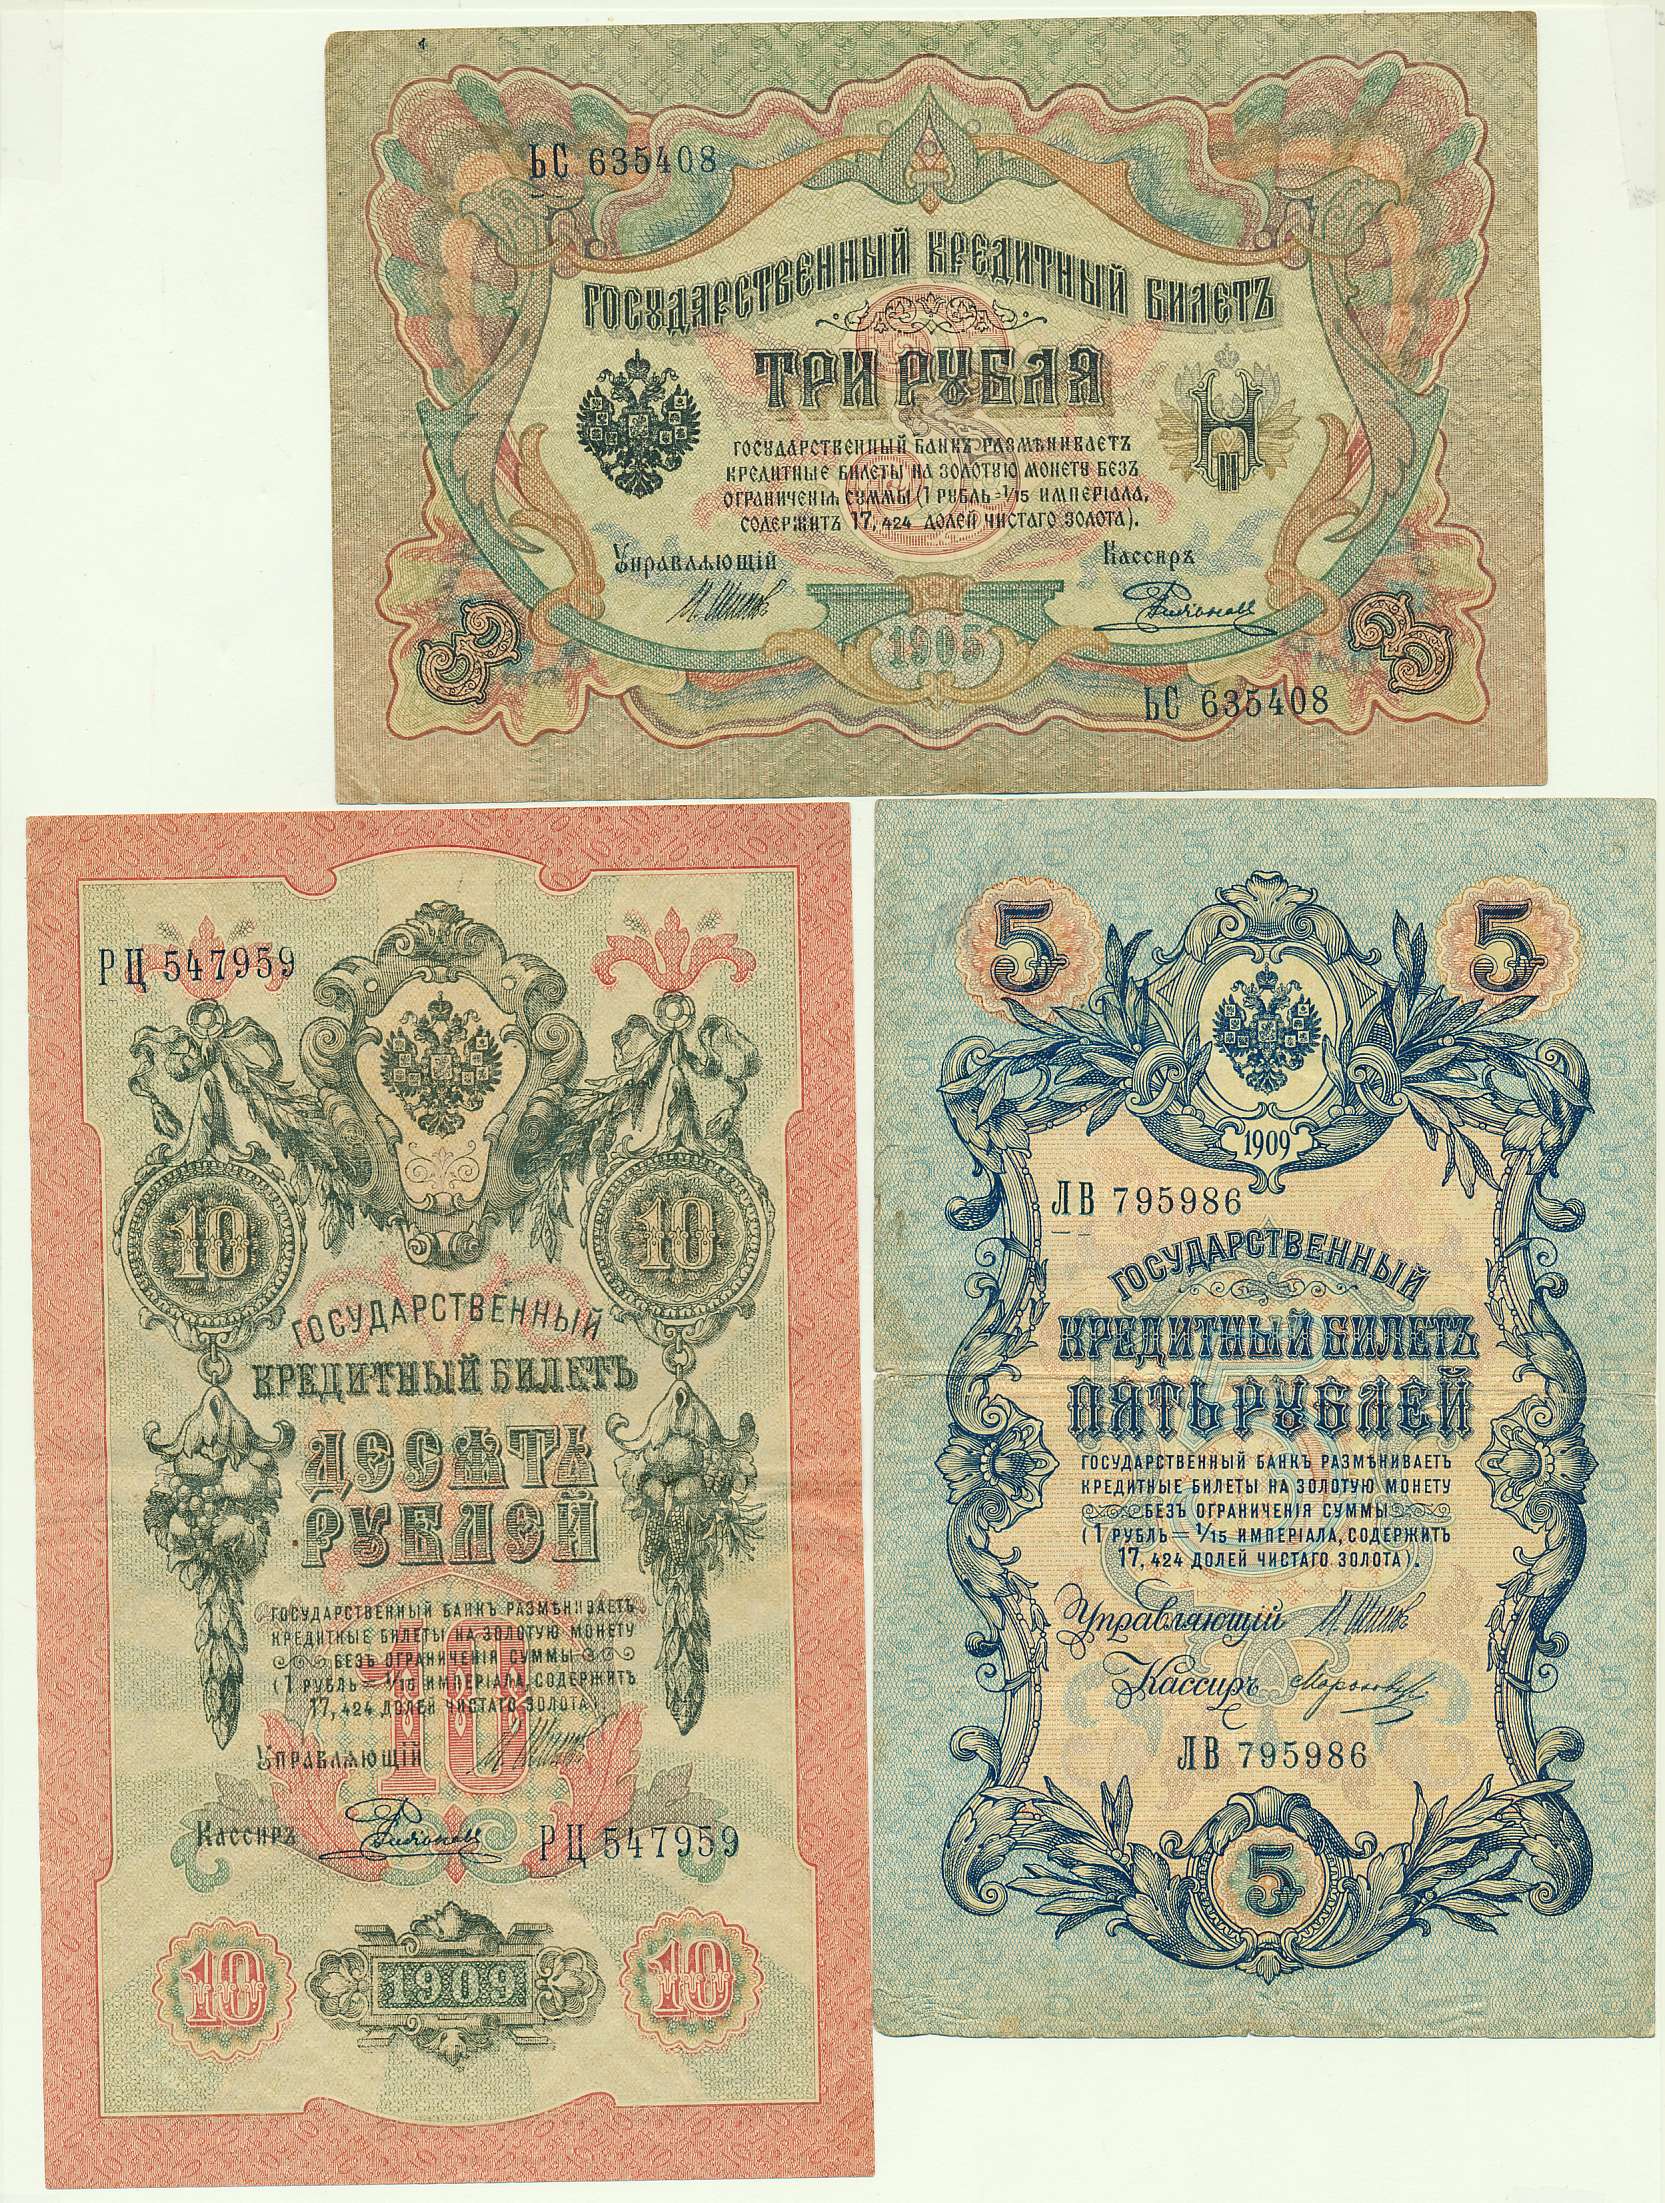 ЬС 635408
ГОСУДАРСТВЕННЫЙ КРЕДИТНЫЙ БИЛЕТЪ
ТРИ РУБЛЯ
ГОСУДАРСТВЕННЫЙ БАНКЪ РАЗМѢНИВАЕТЪ
КРЕДИТНЫЕ БИЛЕТЫ НА ЗОЛОТУЮ МОНЕТУ БЕЗЪ
ОГРАНИЧЕНІЯ СУММЫ (1 РУБЛЬ = 1/15 ИМПЕРІАЛА,
СОДЕРЖИТЪ 17,424 ДОЛЕЙ ЧИСТАГО ЗОЛОТА).
Управляющій
Кассиръ
3
1905
3
ЬС 635408
РЦ 547959
10
10
ГОСУДАРСТВЕННЫЙ
КРЕДИТНЫЙ БИЛЕТЪ
ДЕСЯТЬ
РУБЛЕЙ
ГОСУДАРСТВЕННЫЙ БАНКЪ РАЗМѢНИВАЕТЪ
КРЕДИТНЫЕ БИЛЕТЫ НА ЗОЛОТУЮ МОНЕТУ
БЕЗЪ ОГРАНИЧЕНІЯ СУММЫ
(1 РУБЛЬ = 1/15 ИМПЕРІАЛА, СОДЕРЖИТЪ
17,424 ДОЛЕЙ ЧИСТАГО ЗОЛОТА).
10
Управляющій
Кассиръ
РЦ 547959
10
1909
10
5
5
1909
ЛВ 795986
ГОСУДАРСТВЕННЫЙ
КРЕДИТНЫЙ БИЛЕТЪ
ПЯТЬ РУБЛЕЙ
ГОСУДАРСТВЕННЫЙ БАНКЪ РАЗМѢНИВАЕТЪ
КРЕДИТНЫЕ БИЛЕТЫ НА ЗОЛОТУЮ МОНЕТУ
БЕЗЪ ОГРАНИЧЕНІЯ СУММЫ
(1 РУБЛЬ = 1/15 ИМПЕРІАЛА, СОДЕРЖИТЪ
17,424 ДОЛЕЙ ЧИСТАГО ЗОЛОТА).
Управляющій
Кассиръ
ЛВ 795986
5